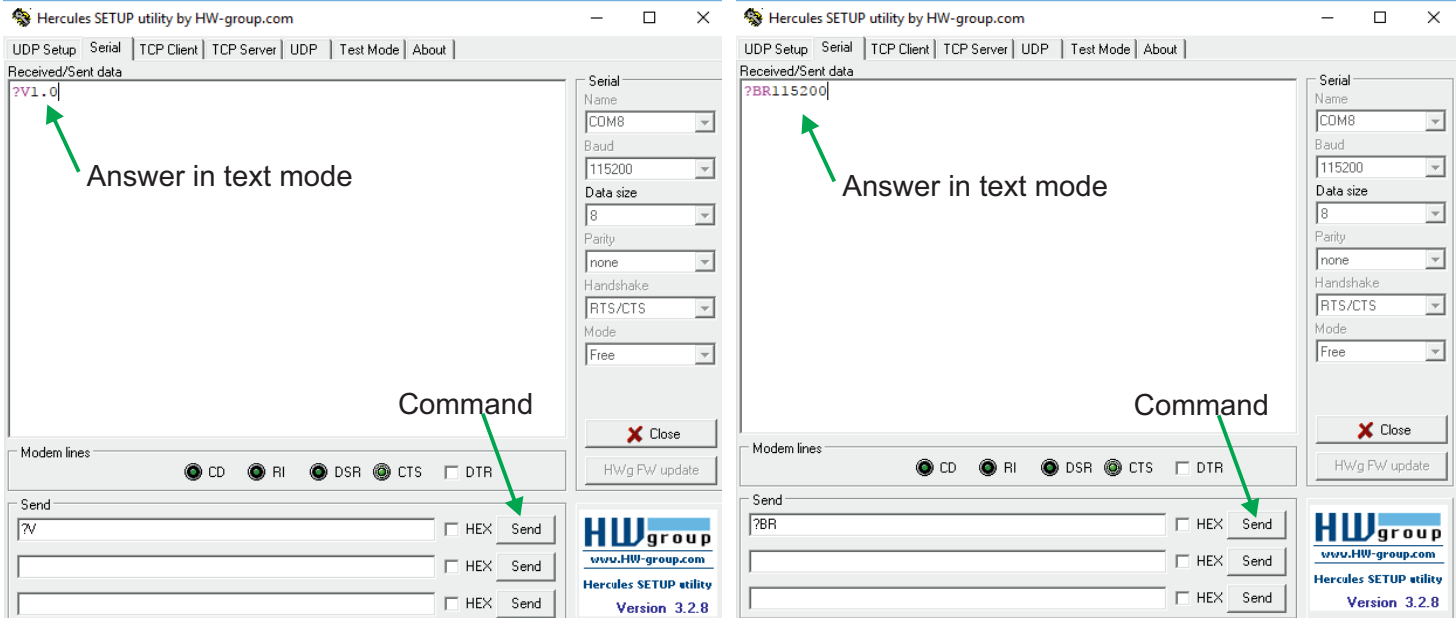 Hercules SETUP utility by HW-group.com
UDP Setup Serial TCP Client TCP Server UDP Test Mode About
Received/Sent data
?V1.0
Answer in text mode
Serial
Name
COM8
Baud
115200
Data size
8
Parity
none
Handshake
RTS/CTS
Mode
Free
Command
Close
HWg FW update
Modem lines
CD RI DSR CTS DTR
Send
?V HEX Send
HEX Send
HEX Send
HW group
www.HW-group.com
Hercules SETUP utility
Version 3.2.8
Hercules SETUP utility by HW-group.com
UDP Setup Serial TCP Client TCP Server UDP Test Mode About
Received/Sent data
?BR115200
Answer in text mode
Serial
Name
COM8
Baud
115200
Data size
8
Parity
none
Handshake
RTS/CTS
Mode
Free
Command
Close
HWg FW update
Modem lines
CD RI DSR CTS DTR
Send
?BR HEX Send
HEX Send
HEX Send
HW group
www.HW-group.com
Hercules SETUP utility
Version 3.2.8